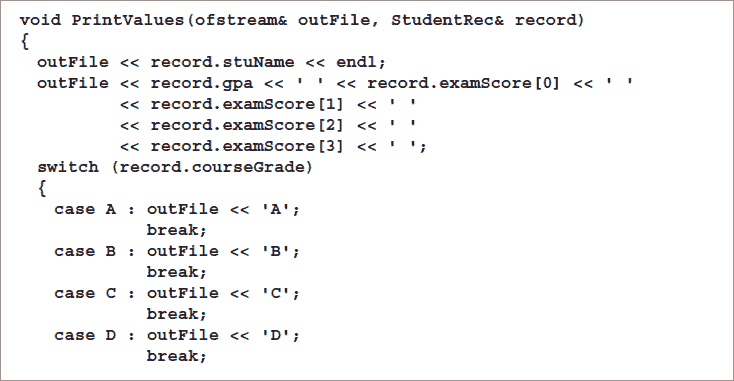 void PrintValues(ofstream& outFile, StudentRec& record)
{
  outFile << record.stuName << endl;
  outFile << record.gpa << ' ' << record.examScore[0] << ' '
          << record.examScore[1] << ' '
          << record.examScore[2] << ' '
          << record.examScore[3] << ' ';
  switch (record.courseGrade)
  {
    case A : outFile << 'A';
             break;
    case B : outFile << 'B';
             break;
    case C : outFile << 'C';
             break;
    case D : outFile << 'D';
             break;